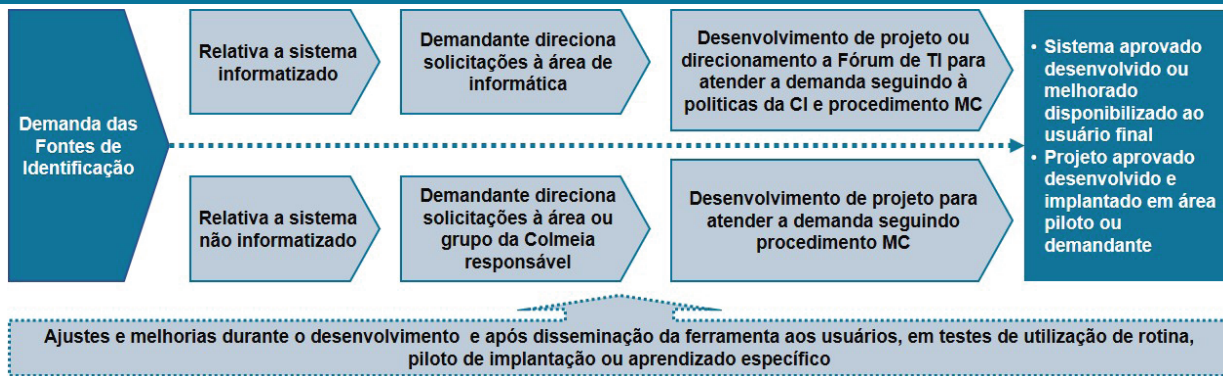 Demanda das
Fontes de
Identificação
Relativa a sistema
informatizado
Demandante direciona
solicitações à área de
informática
Desenvolvimento de projeto ou
direcionamento a Fórum de TI para
atender a demanda seguindo à
politicas da CI e procedimento MC
Relativa a sistema
não informatizado
Demandante direciona
solicitações à área ou
grupo da Colmeia
responsável
Desenvolvimento de projeto para
atender a demanda seguindo
procedimento MC
• Sistema aprovado
desenvolvido ou
melhorado
disponibilizado ao
usuário final
• Projeto aprovado
desenvolvido e
implantado em área
piloto ou
demandante
Ajustes e melhorias durante o desenvolvimento e após disseminação da ferramenta aos usuários, em testes de utilização de rotina,
piloto de implantação ou aprendizado específico